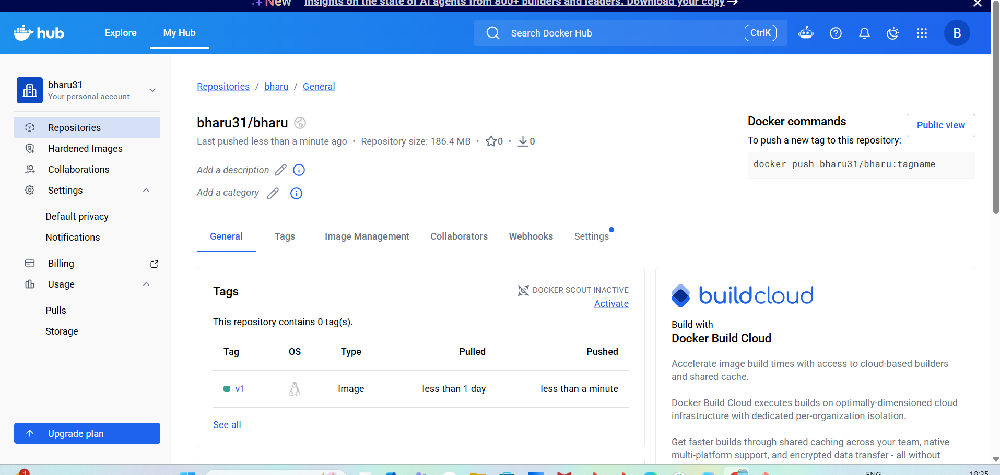 New Insights on the state of AI agents from 800+ builders and leaders. Download your copy →
hub
Explore
My Hub
Search Docker Hub
CtrlK
B
bharu31
Your personal account
Repositories
Hardened Images
Collaborations
Settings
Default privacy
Notifications
Billing
Usage
Pulls
Storage
Upgrade plan
Repositories / bharu / General
bharu31/bharu
Last pushed less than a minute ago • Repository size: 186.4 MB • 0 • 0
Add a description
Add a category
Docker commands
Public view
To push a new tag to this repository:
docker push bharu31/bharu:tagname
General
Tags
Image Management
Collaborators
Webhooks
Settings
Tags
DOCKER SCOUT INACTIVE
Activate
This repository contains 0 tag(s).
Tag OS Type Pulled Pushed
v1 Image less than 1 day less than a minute
See all
buildcloud
Build with
Docker Build Cloud
Accelerate image build times with access to cloud-based builders
and shared cache.
Docker Build Cloud executes builds on optimally-dimensioned cloud
infrastructure with dedicated per-organization isolation.
Get faster builds through shared caching across your team, native
multi-platform support, and encrypted data transfer - all without
1
ENG
18:25